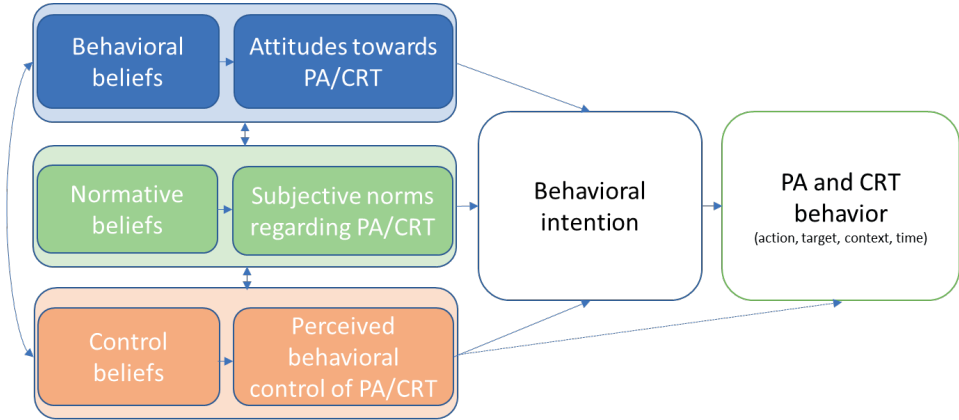 Behavioral
beliefs
Attitudes towards
PA/CRT
Normative
beliefs
Subjective norms
regarding PA/CRT
Control
beliefs
Perceived
behavioral
control of PA/CRT
Behavioral
intention
PA and CRT
behavior
(action, target, context, time)